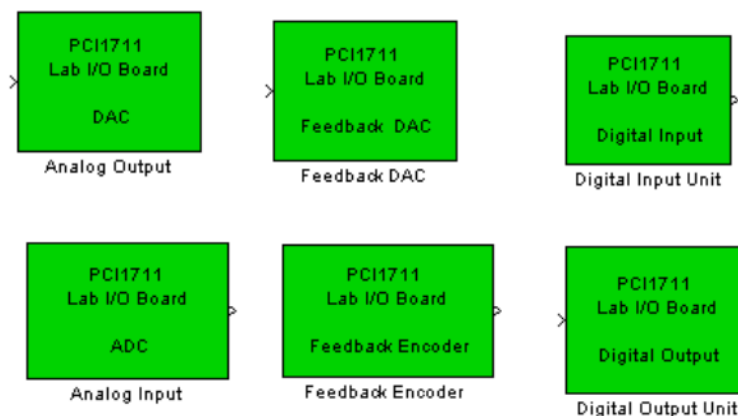 PCI1711
Lab I/O Board
DAC
Analog Output
PCI1711
Lab I/O Board
Feedback DAC
Feedback DAC
PCI1711
Lab I/O Board
Digital Input
Digital Input Unit
PCI1711
Lab I/O Board
ADC
Analog Input
PCI1711
Lab I/O Board
Feedback Encoder
Feedback Encoder
PCI1711
Lab I/O Board
Digital Output
Digital Output Unit